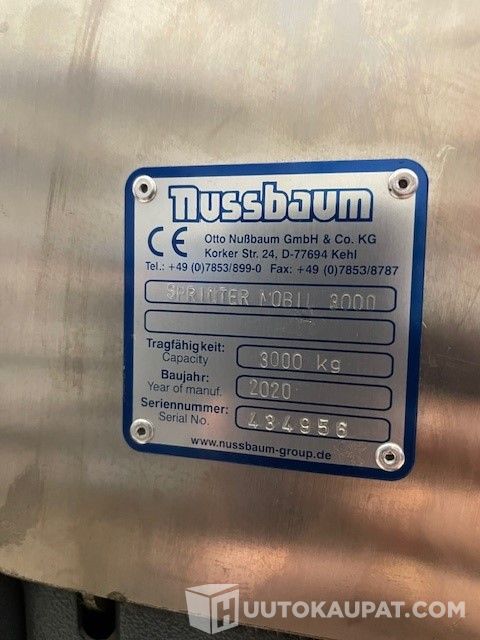 nussbaum
CE
Otto Nußbaum GmbH & Co. KG
Korker Str. 24, D-77694 Kehl
Tel.: +49 (0)7853/899-0 Fax: +49 (0)7853/8787
SPRINTER MOBIL 3000
Tragfähigkeit:
Capacity
3000 kg
Baujahr:
Year of manuf.
2020
Seriennummer:
Serial No.
434956
www.nussbaum-group.de
HUUTOKAUPAT.COM